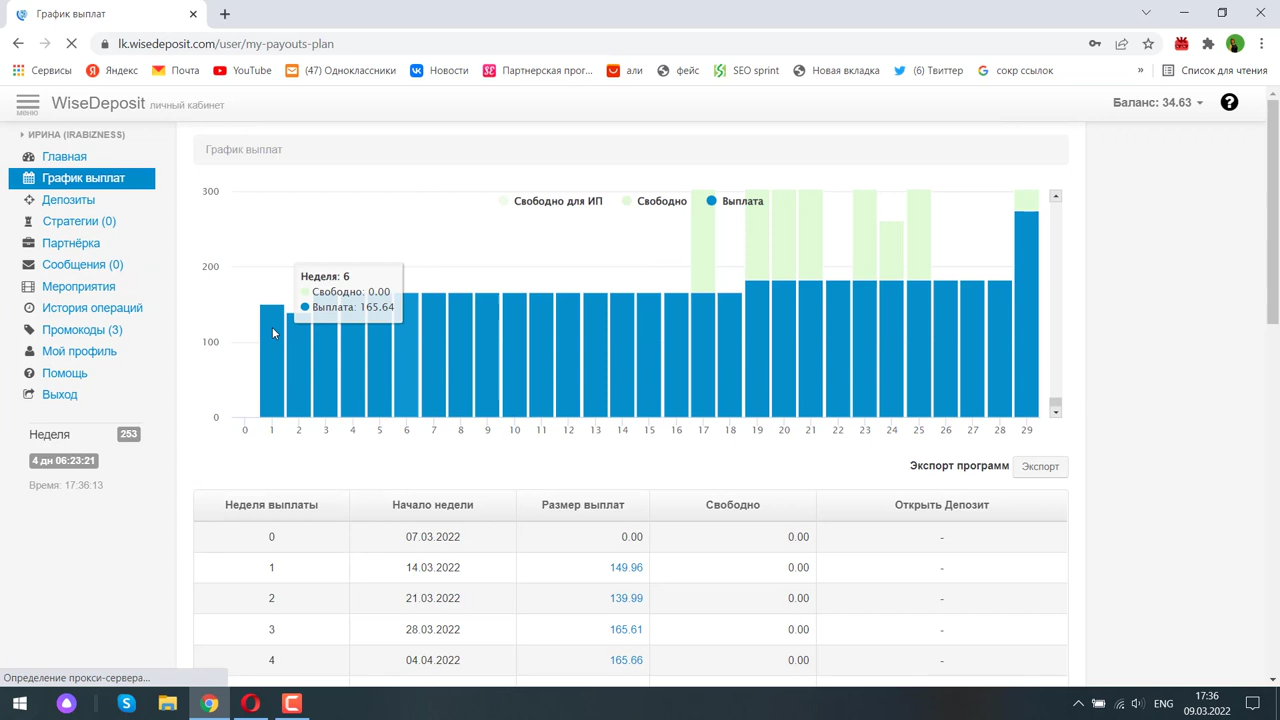 График выплат
lk.wisedeposit.com/user/my-payouts-plan
Сервисы
Яндекс
Почта
YouTube
(47) Одноклассники
Новости
Партнерская прог...
али
фейс
SEO sprint
Новая вкладка
(6) Твиттер
сокр ссылок
»
Список для чтения
меню
WiseDeposit личный кабинет
Баланс: 34.63
ИРИНА (IRABIZNESS)
Главная
График выплат
Депозиты
Стратегии (0)
Партнёрка
Сообщения (0)
Мероприятия
История операций
Промокоды (3)
Мой профиль
Помощь
Выход
Неделя 253
4 дн 06:23:21
Время: 17:36:13
График выплат
Свободно для ИП Свободно Выплата
300
200
100
0
Неделя: 6
Свободно: 0.00
Выплата: 165.64
0 1 2 3 4 5 6 7 8 9 10 11 12 13 14 15 16 17 18 19 20 21 22 23 24 25 26 27 28 29
Экспорт программ Экспорт
Неделя выплаты Начало недели Размер выплат Свободно Открыть Депозит
0 07.03.2022 0.00 0.00 -
1 14.03.2022 149.96 0.00 -
2 21.03.2022 139.99 0.00 -
3 28.03.2022 165.61 0.00 -
4 04.04.2022 165.66 0.00 -
Определение прокси-сервера...
ENG
17:36
09.03.2022